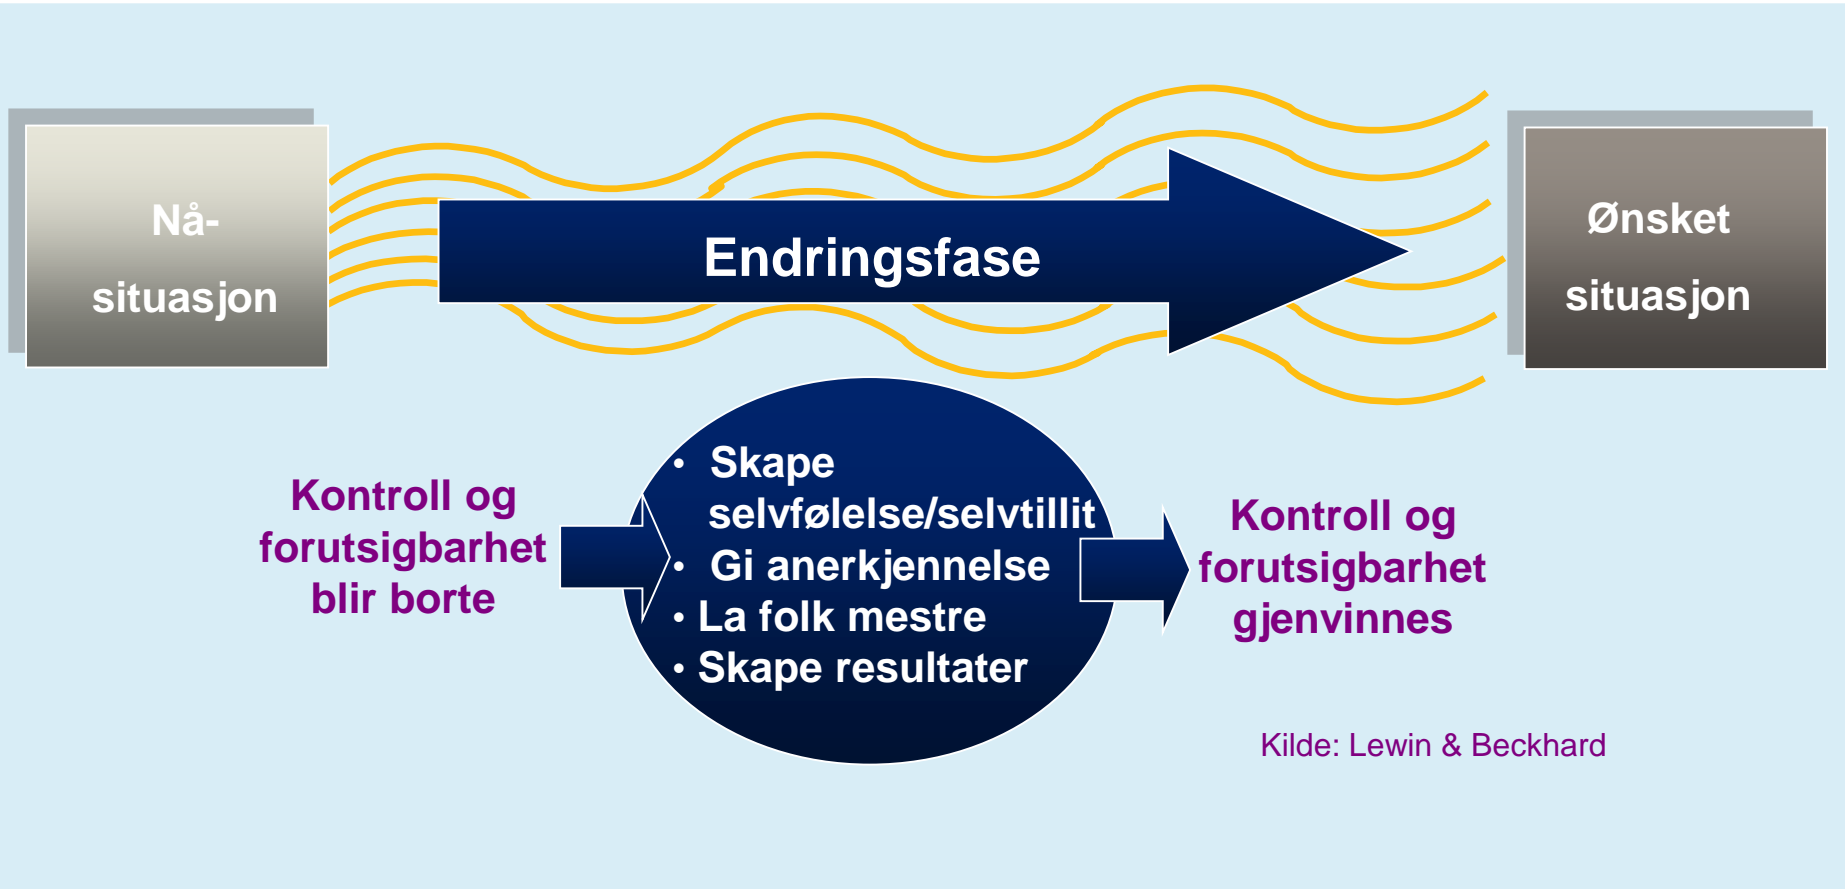 Nå-
situasjon
Endringsfase
Ønsket
situasjon
Kontroll og
forutsigbarhet
blir borte
• Skape
selvfølelse/selvtillit
• Gi anerkjennelse
• La folk mestre
• Skape resultater
Kontroll og
forutsigbarhet
gjenvinnes
Kilde: Lewin & Beckhard